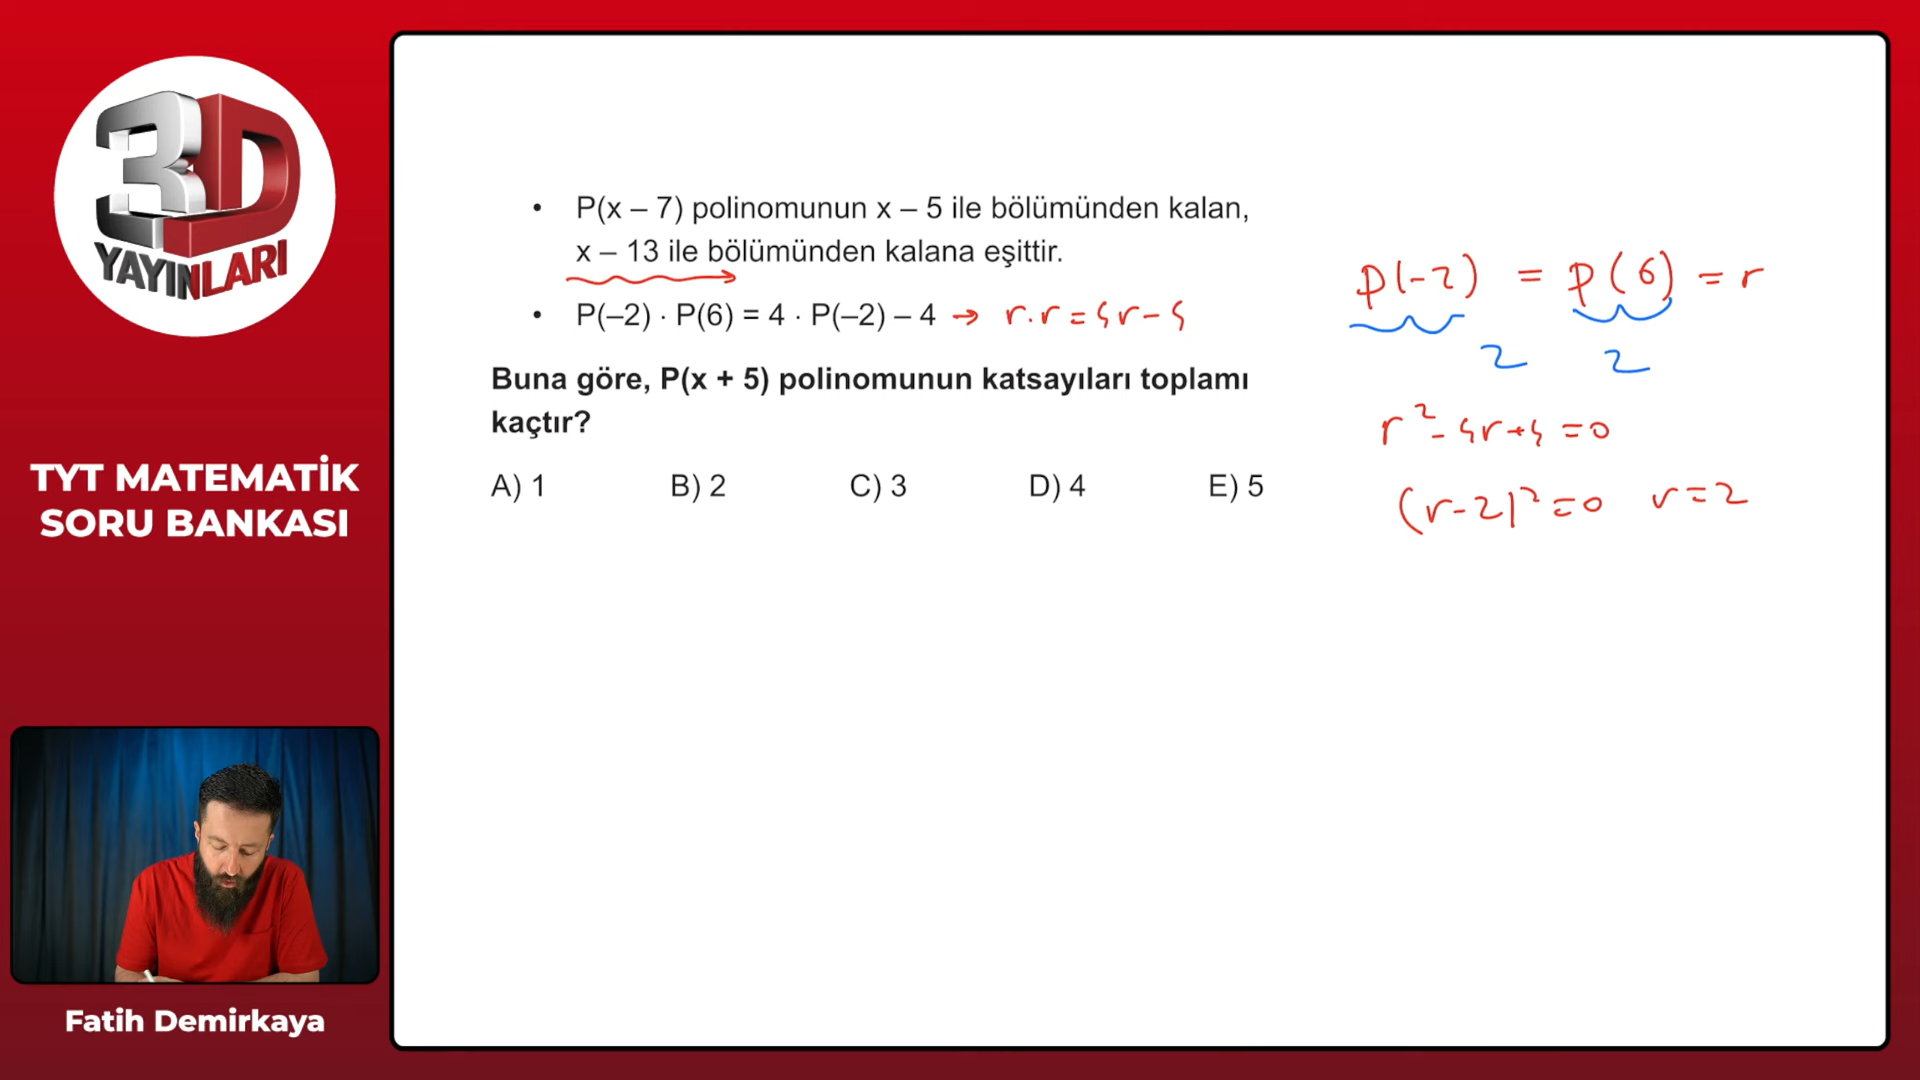 3D
YAYINLARI
TYT MATEMATİK
SORU BANKASI
Fatih Demirkaya
• P(x – 7) polinomunun x – 5 ile bölümünden kalan,
x – 13 ile bölümünden kalana eşittir.
• P(–2) · P(6) = 4 · P(–2) – 4 → r.r = 4r - 4
Buna göre, P(x + 5) polinomunun katsayıları toplamı
kaçtır?
A) 1 B) 2 C) 3 D) 4 E) 5
P(-2) = P(6) = r
2 2
r² - 4r + 4 = 0
(r-2)² = 0 r = 2